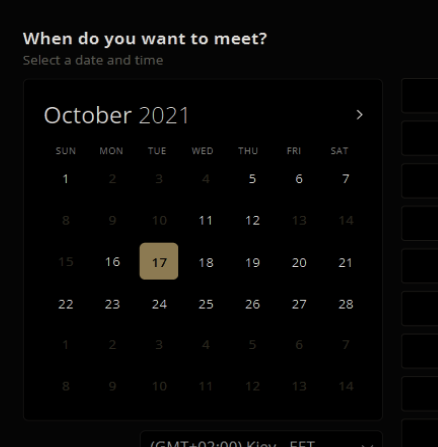 When do you want to meet?
Select a date and time
October 2021 >
SUN MON TUE WED THU FRI SAT
1 2 3 4 5 6 7
8 9 10 11 12 13 14
15 16 17 18 19 20 21
22 23 24 25 26 27 28
1 2 3 4 5 6 7
8 9 10 11 12 13 14
(GMT+02:00) Kiev - EET